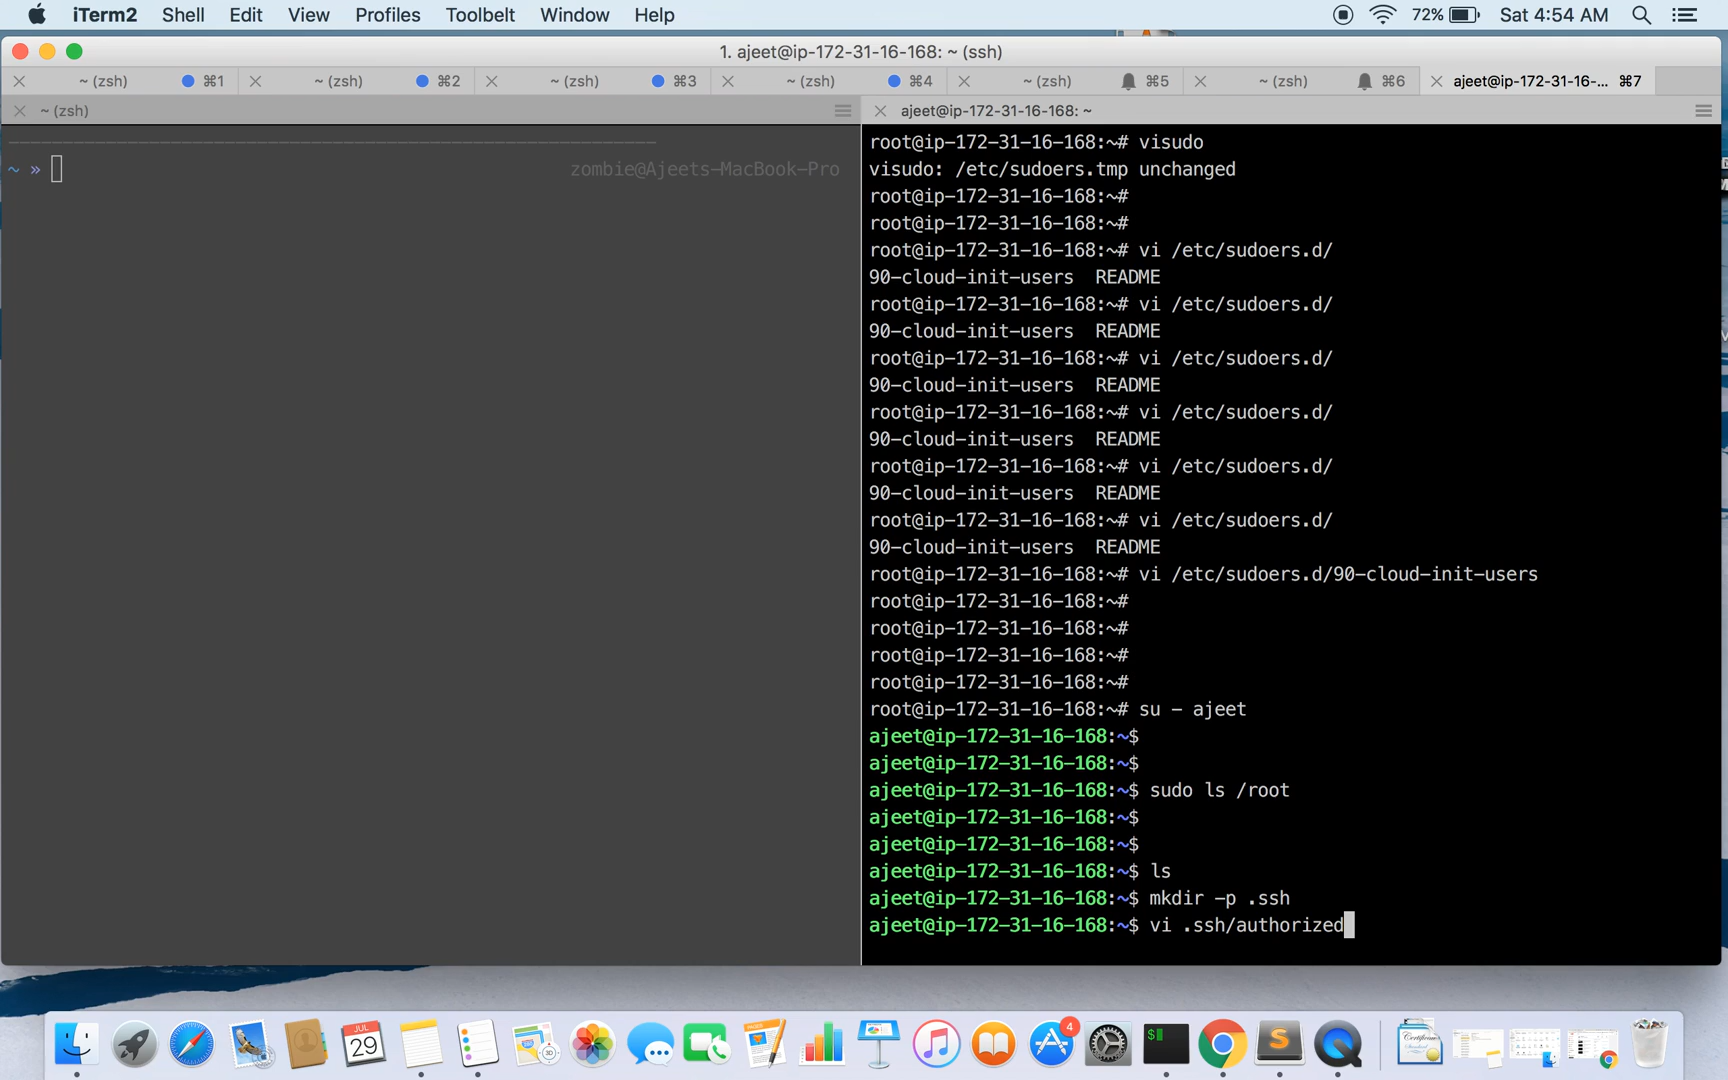 iTerm2 Shell Edit View Profiles Toolbelt Window Help 72% Sat 4:54 AM
1. ajeet@ip-172-31-16-168: ~ (ssh)
~ (zsh) ⌘1 ~ (zsh) ⌘2 ~ (zsh) ⌘3 ~ (zsh) ⌘4 ~ (zsh) ⌘5 ~ (zsh) ⌘6 ajeet@ip-172-31-16-... ⌘7
~ (zsh)
~ » zombie@Ajeets-MacBook-Pro
ajeet@ip-172-31-16-168: ~
root@ip-172-31-16-168:~# visudo
visudo: /etc/sudoers.tmp unchanged
root@ip-172-31-16-168:~#
root@ip-172-31-16-168:~#
root@ip-172-31-16-168:~# vi /etc/sudoers.d/
90-cloud-init-users README
root@ip-172-31-16-168:~# vi /etc/sudoers.d/
90-cloud-init-users README
root@ip-172-31-16-168:~# vi /etc/sudoers.d/
90-cloud-init-users README
root@ip-172-31-16-168:~# vi /etc/sudoers.d/
90-cloud-init-users README
root@ip-172-31-16-168:~# vi /etc/sudoers.d/
90-cloud-init-users README
root@ip-172-31-16-168:~# vi /etc/sudoers.d/
90-cloud-init-users README
root@ip-172-31-16-168:~# vi /etc/sudoers.d/90-cloud-init-users
root@ip-172-31-16-168:~#
root@ip-172-31-16-168:~#
root@ip-172-31-16-168:~#
root@ip-172-31-16-168:~#
root@ip-172-31-16-168:~# su - ajeet
ajeet@ip-172-31-16-168:~$
ajeet@ip-172-31-16-168:~$
ajeet@ip-172-31-16-168:~$ sudo ls /root
ajeet@ip-172-31-16-168:~$
ajeet@ip-172-31-16-168:~$
ajeet@ip-172-31-16-168:~$ ls
ajeet@ip-172-31-16-168:~$ mkdir -p .ssh
ajeet@ip-172-31-16-168:~$ vi .ssh/authorized
JUL
29
4